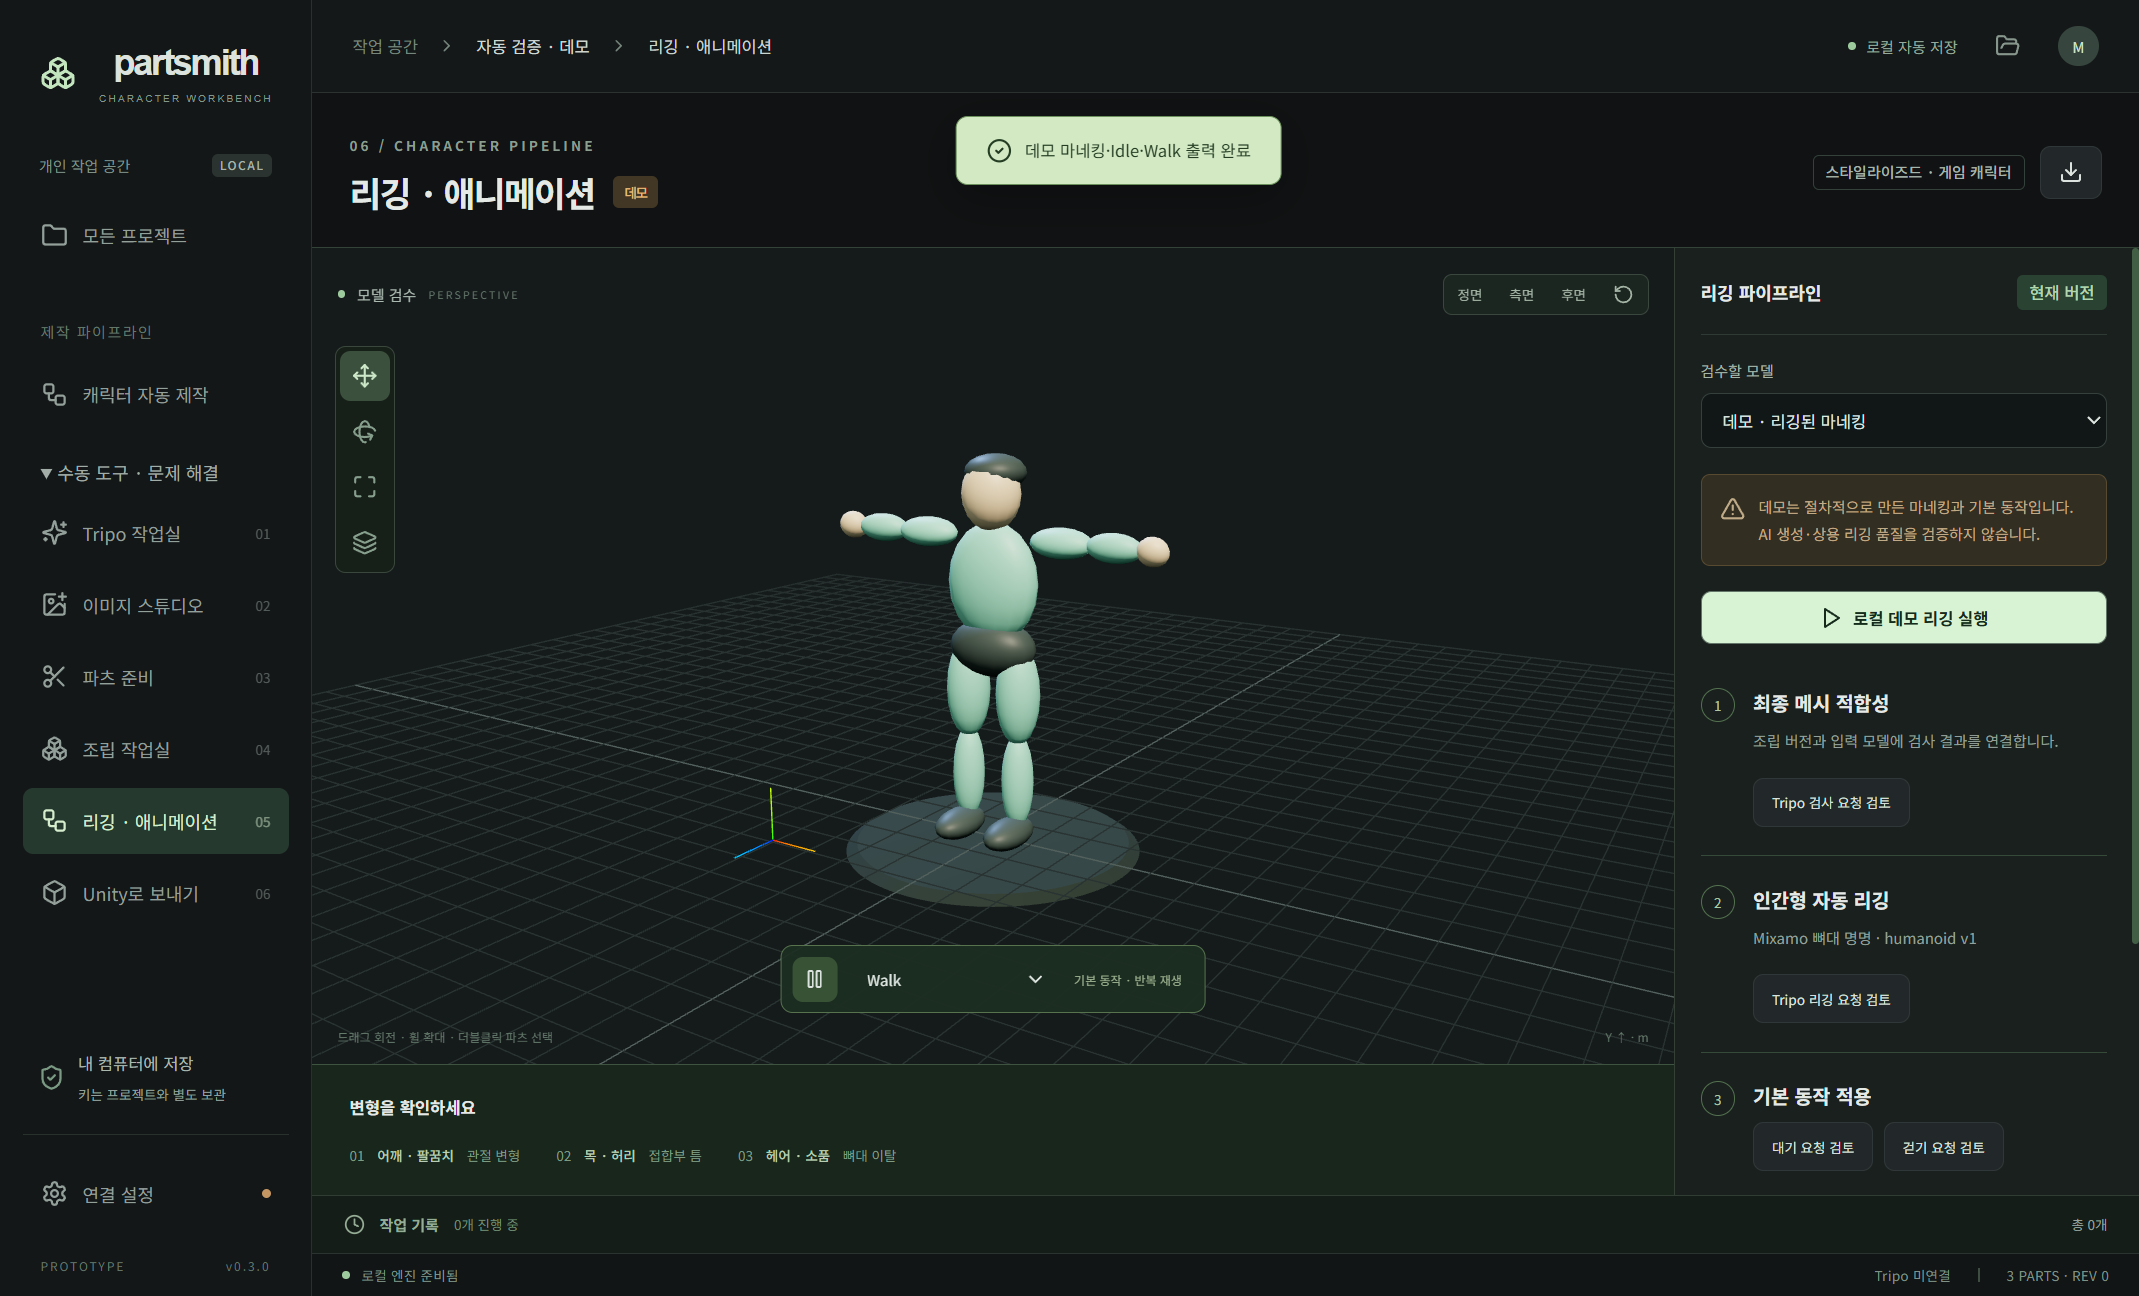 partsmith
CHARACTER WORKBENCH
개인 작업 공간
LOCAL
모든 프로젝트
제작 파이프라인
캐릭터 자동 제작
▼ 수동 도구 · 문제 해결
Tripo 작업실 01
이미지 스튜디오 02
파츠 준비 03
조립 작업실 04
리깅 · 애니메이션 05
Unity로 보내기 06
내 컴퓨터에 저장
키는 프로젝트와 별도 보관
연결 설정
PROTOTYPE v0.3.0
작업 공간 > 자동 검증 · 데모 > 리깅 · 애니메이션
로컬 자동 저장
M
06 / CHARACTER PIPELINE
리깅 · 애니메이션 데모
데모 마네킹·Idle·Walk 출력 완료
스타일라이즈드 · 게임 캐릭터
모델 검수 PERSPECTIVE
정면 측면 후면
Walk
기본 동작 · 반복 재생
드래그 회전 · 휠 확대 · 더블클릭 파츠 선택
Y ↑ · m
변형을 확인하세요
01 어깨 · 팔꿈치 관절 변형 02 목 · 허리 접합부 틈 03 헤어 · 소품 뼈대 이탈
리깅 파이프라인
현재 버전
검수할 모델
데모 · 리깅된 마네킹
데모는 절차적으로 만든 마네킹과 기본 동작입니다.
AI 생성·상용 리깅 품질을 검증하지 않습니다.
로컬 데모 리깅 실행
1 최종 메시 적합성
조립 버전과 입력 모델에 검사 결과를 연결합니다.
Tripo 검사 요청 검토
2 인간형 자동 리깅
Mixamo 뼈대 명명 · humanoid v1
Tripo 리깅 요청 검토
3 기본 동작 적용
대기 요청 검토 걷기 요청 검토
작업 기록 0개 진행 중
총 0개
로컬 엔진 준비됨
Tripo 미연결 | 3 PARTS · REV 0